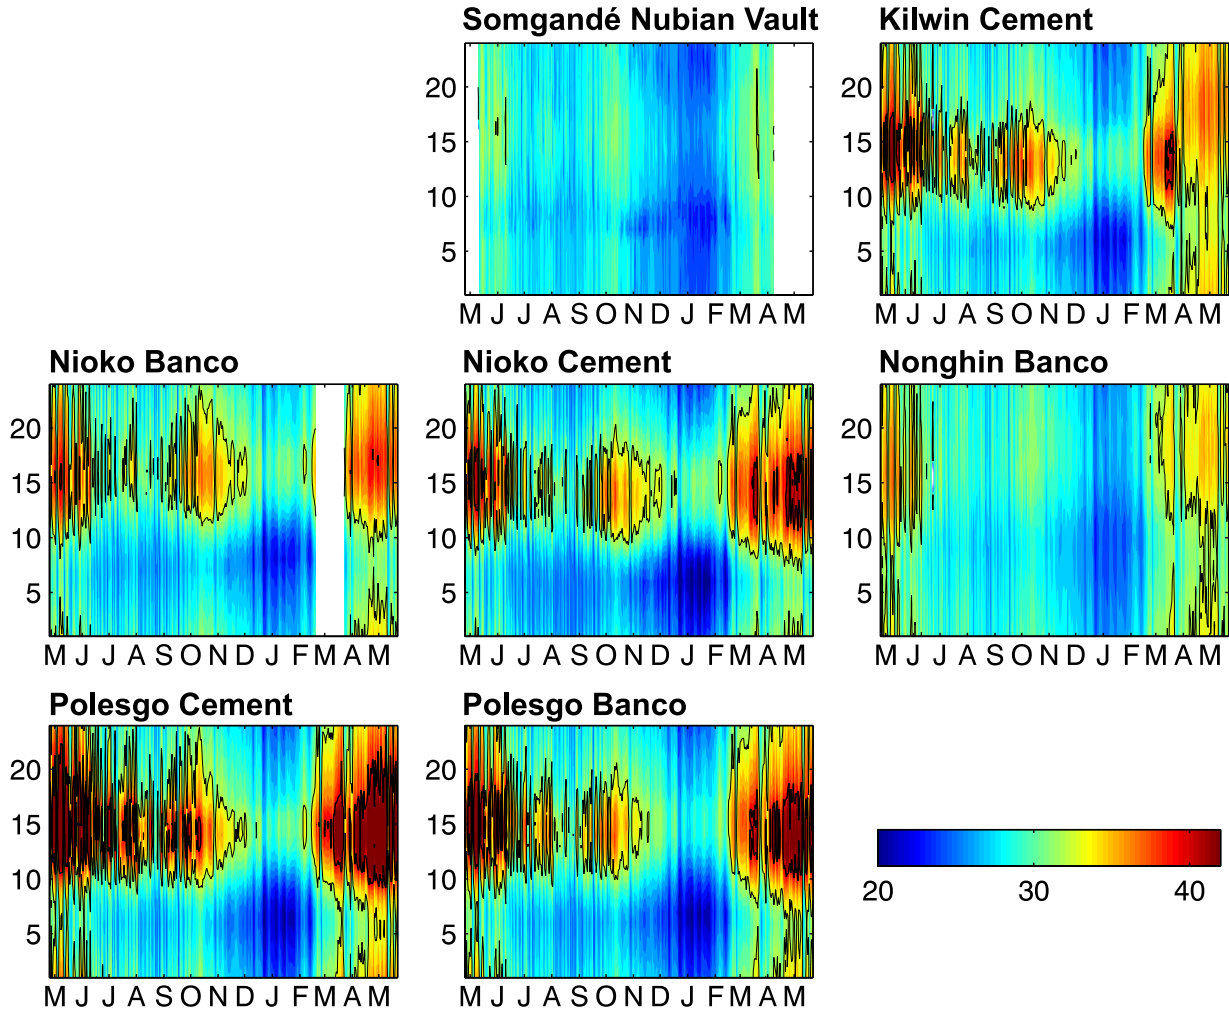 Somgandé Nubian Vault
20
15
10
5
M J J A S O N D J F M A M
Kilwin Cement
20
15
10
5
M J J A S O N D J F M A M
Nioko Banco
20
15
10
5
M J J A S O N D J F M A M
Nioko Cement
20
15
10
5
M J J A S O N D J F M A M
Nonghin Banco
20
15
10
5
M J J A S O N D J F M A M
Polesgo Cement
20
15
10
5
M J J A S O N D J F M A M
Polesgo Banco
20
15
10
5
M J J A S O N D J F M A M
20 30 40